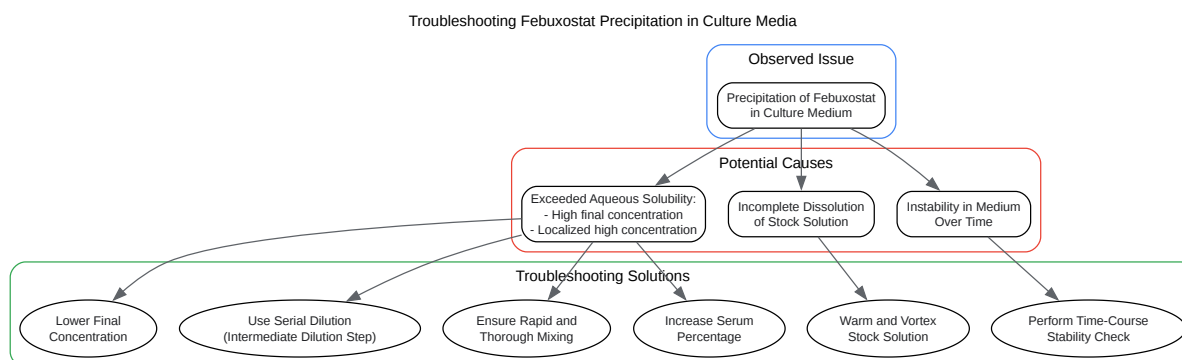 Troubleshooting Febuxostat Precipitation in Culture Media
Observed Issue
Precipitation of Febuxostat
in Culture Medium
Potential Causes
Exceeded Aqueous Solubility:
- High final concentration
- Localized high concentration
Incomplete Dissolution
of Stock Solution
Instability in Medium
Over Time
Troubleshooting Solutions
Lower Final
Concentration
Use Serial Dilution
(Intermediate Dilution Step)
Ensure Rapid and
Thorough Mixing
Increase Serum
Percentage
Warm and Vortex
Stock Solution
Perform Time-Course
Stability Check